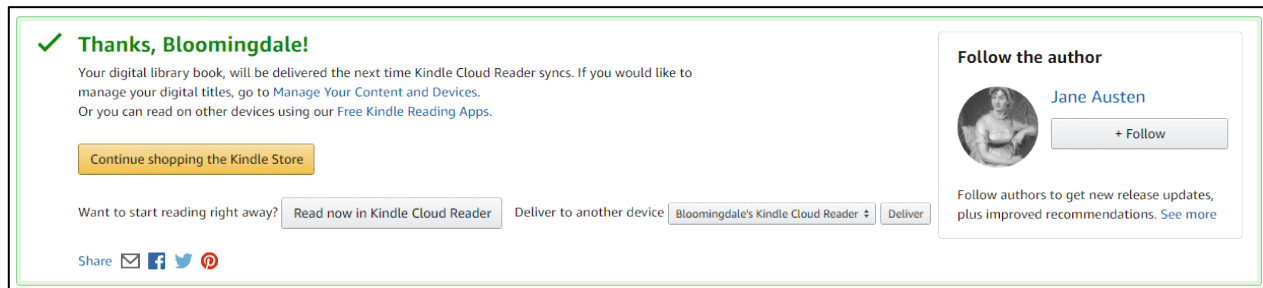 Thanks, Bloomingdale!
Your digital library book, will be delivered the next time Kindle Cloud Reader syncs. If you would like to
manage your digital titles, go to Manage Your Content and Devices.
Or you can read on other devices using our Free Kindle Reading Apps.
Continue shopping the Kindle Store
Want to start reading right away? Read now in Kindle Cloud Reader Deliver to another device Bloomingdale's Kindle Cloud Reader Deliver
Share
Follow the author
Jane Austen
+ Follow
Follow authors to get new release updates,
plus improved recommendations. See more